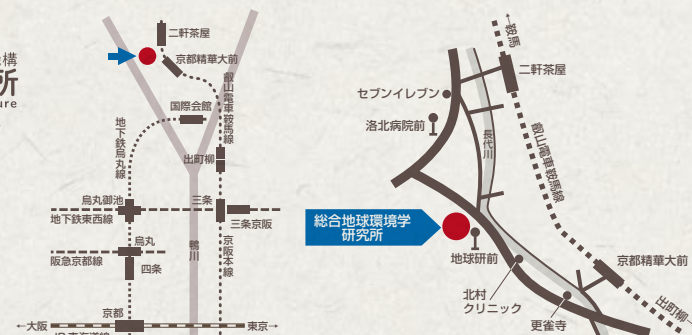 構
所
ure
二軒茶屋
京都精華大前
叡山電車鞍馬線
国際会館
地下鉄烏丸線
出町柳
烏丸御池
三条
地下鉄東西線
三条京阪
鴨川
京阪本線
烏丸
阪急京都線
四条
京都
←大阪
東京→
←鞍馬
二軒茶屋
セブンイレブン
洛北病院前
長代川
叡山電車鞍馬線
総合地球環境学
研究所
地球研前
京都精華大前
北村
クリニック
出町柳→
更雀寺